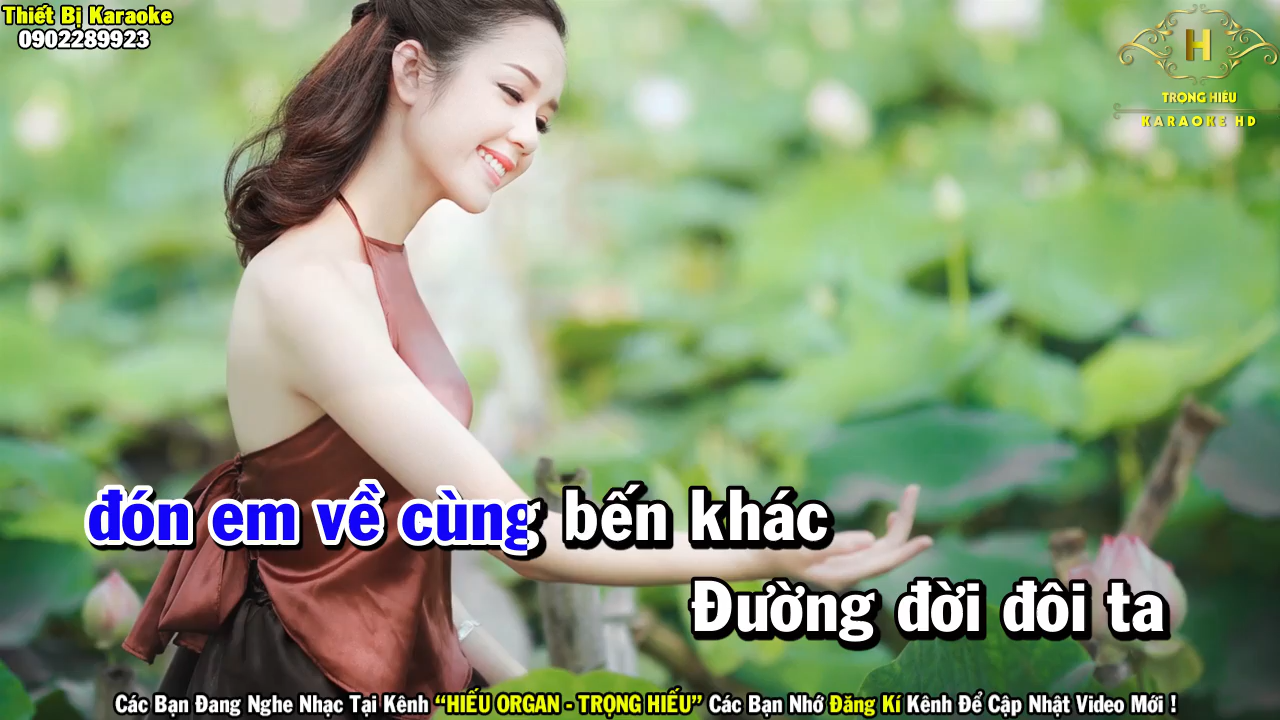 Thiết Bị Karaoke
0902289923
H
TRỌNG HIẾU
KARAOKE HD
đón em về cùng bến khác
Đường đời đôi ta
Các Bạn Đang Nghe Nhạc Tại Kênh “HIẾU ORGAN - TRỌNG HIẾU” Các Bạn Nhớ Đăng Kí Kênh Để Cập Nhật Video Mới !